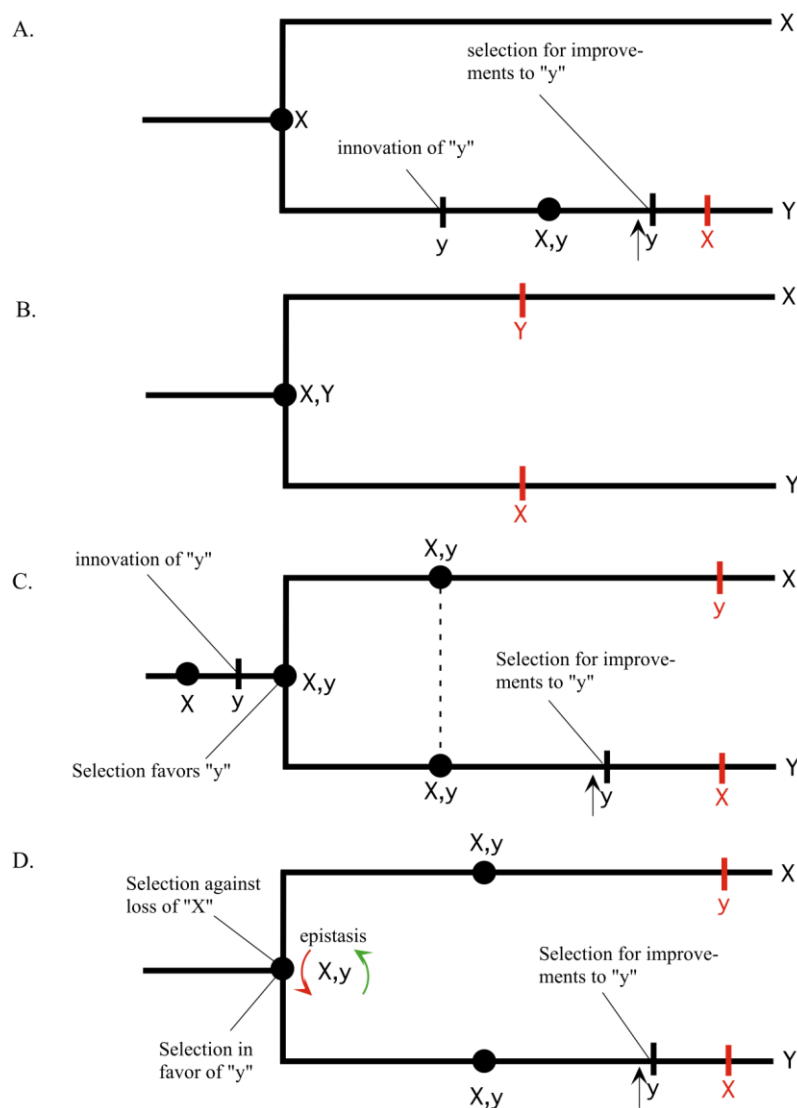 A.
X
selection for improve-
ments to "y"
X
innovation of "y"
y
X,y
y
X
Y
B.
X
Y
X,Y
X
Y
C.
innovation of "y"
X,y
X
y
X
y
X,y
Selection for improve-
ments to "y"
Selection favors "y"
X,y
y
X
Y
D.
X,y
X
y
Selection against
loss of "X"
epistasis
X,y
Selection for improve-
ments to "y"
Selection in
favor of "y"
X,y
y
X
Y